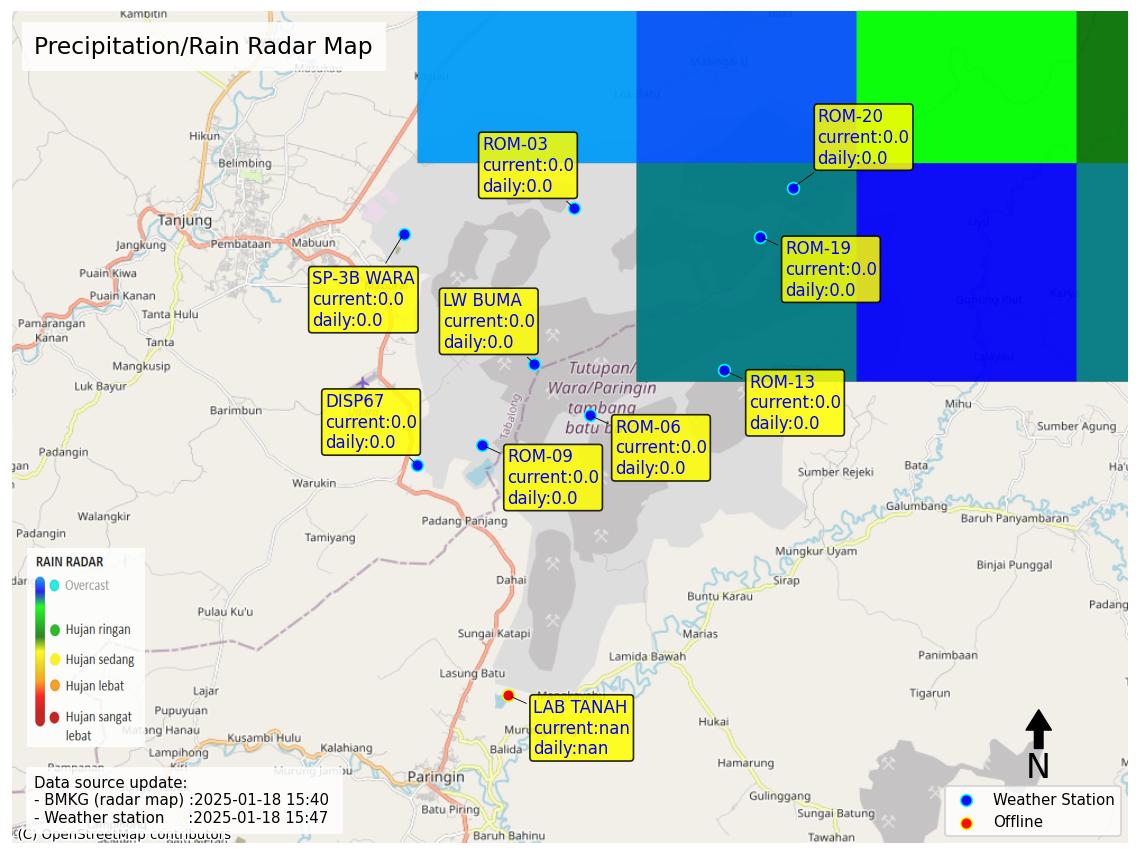 Kambitin
Precipitation/Rain Radar Map
Masukau
Kapuau
Maningau
Loa Batu
Hikun
Belimbing
Tanjung
Jangkung
Pembataan
Mabuun
Puain Kiwa
Puain Kanan
Tanta Hulu
Pamarangan
Kanan
Tanta
Mangkusip
Luk Bayur
Barimbun
Padangin
gan
Warukin
Walangkir
Padangin
Tamiyang
Padang Panjang
Dahai
Pulau Ku'u
Sungai Katapi
Lasung Batu
Lajar
Pupuyuan
Matang Hanau
Kusambi Hulu
Kalahiang
Lampihong
Murung Jambu
Paringin
Balida
Batu Piring
Baruh Bahinu
ROM-03
current:0.0
daily:0.0
ROM-20
current:0.0
daily:0.0
ROM-19
current:0.0
daily:0.0
SP-3B WARA
current:0.0
daily:0.0
LW BUMA
current:0.0
daily:0.0
Tabalong
Tutupan/
Wara/Paringin
tambang
batu b
ROM-13
current:0.0
daily:0.0
DISP67
current:0.0
daily:0.0
ROM-06
current:0.0
daily:0.0
ROM-09
current:0.0
daily:0.0
LAB TANAH
current:nan
daily:nan
Gunung Riut
Mihu
Sumber Agung
Bata
Ha'u
Sumber Rejeki
Galumbang
Baruh Panyambaran
Mungkur Uyam
Binjai Punggal
Sirap
Buntu Karau
Padang
Marias
Lamida Bawah
Panimbaan
Tigarun
Hukai
Hamarung
Gulinggang
Sungai Batung
Tawahan
RAIN RADAR
Overcast
Hujan ringan
Hujan sedang
Hujan lebat
Hujan sangat
lebat
Data source update:
- BMKG (radar map) :2025-01-18 15:40
- Weather station :2025-01-18 15:47
(C) OpenStreetMap contributors
N
Weather Station
Offline